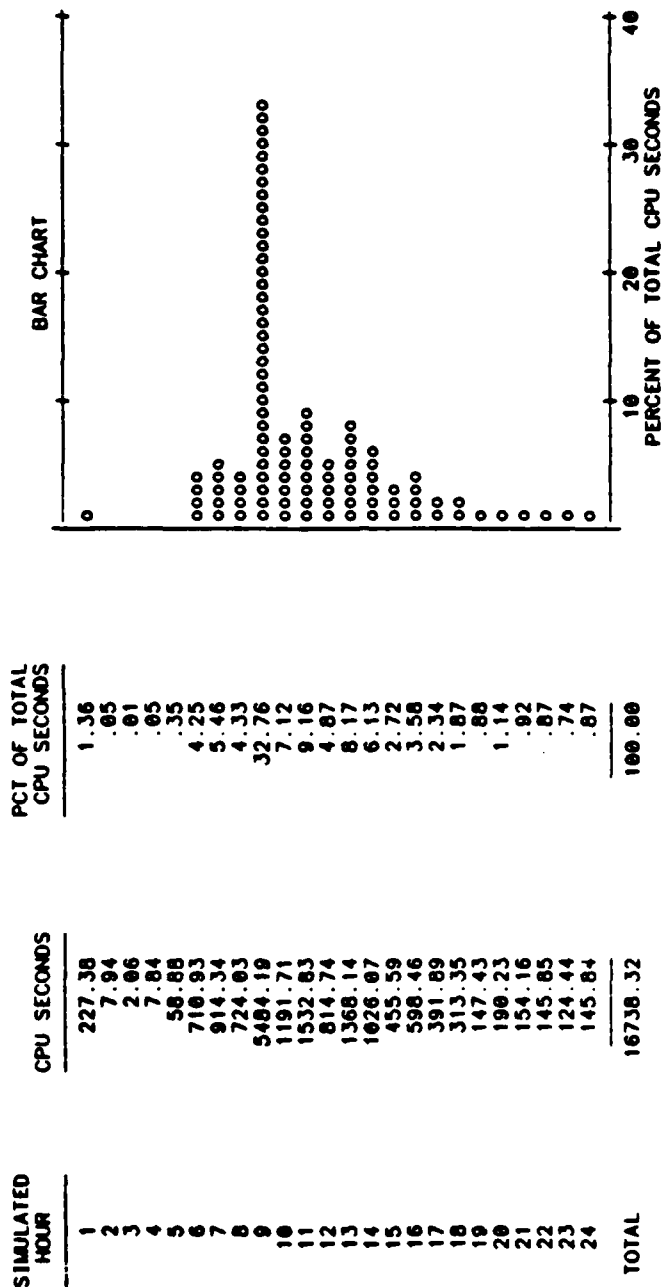 SIMULATED HOUR CPU SECONDS PCT OF TOTAL CPU SECONDS BAR CHART
1 227.38 1.36
2 7.94 .05
3 2.06 .01
4 7.84 .05
5 58.88 .35
6 710.93 4.25
7 914.34 5.46
8 724.03 4.33
9 5484.19 32.76
10 1191.71 7.12
11 1532.83 9.16
12 814.74 4.87
13 1368.14 8.17
14 1026.07 6.13
15 455.59 2.72
16 598.46 3.58
17 391.89 2.34
18 313.35 1.87
19 147.43 .88
20 190.23 1.14
21 154.16 .92
22 145.85 .87
23 124.44 .74
24 145.84 .87
TOTAL 16738.32 100.00
10 20 30 40
PERCENT OF TOTAL CPU SECONDS